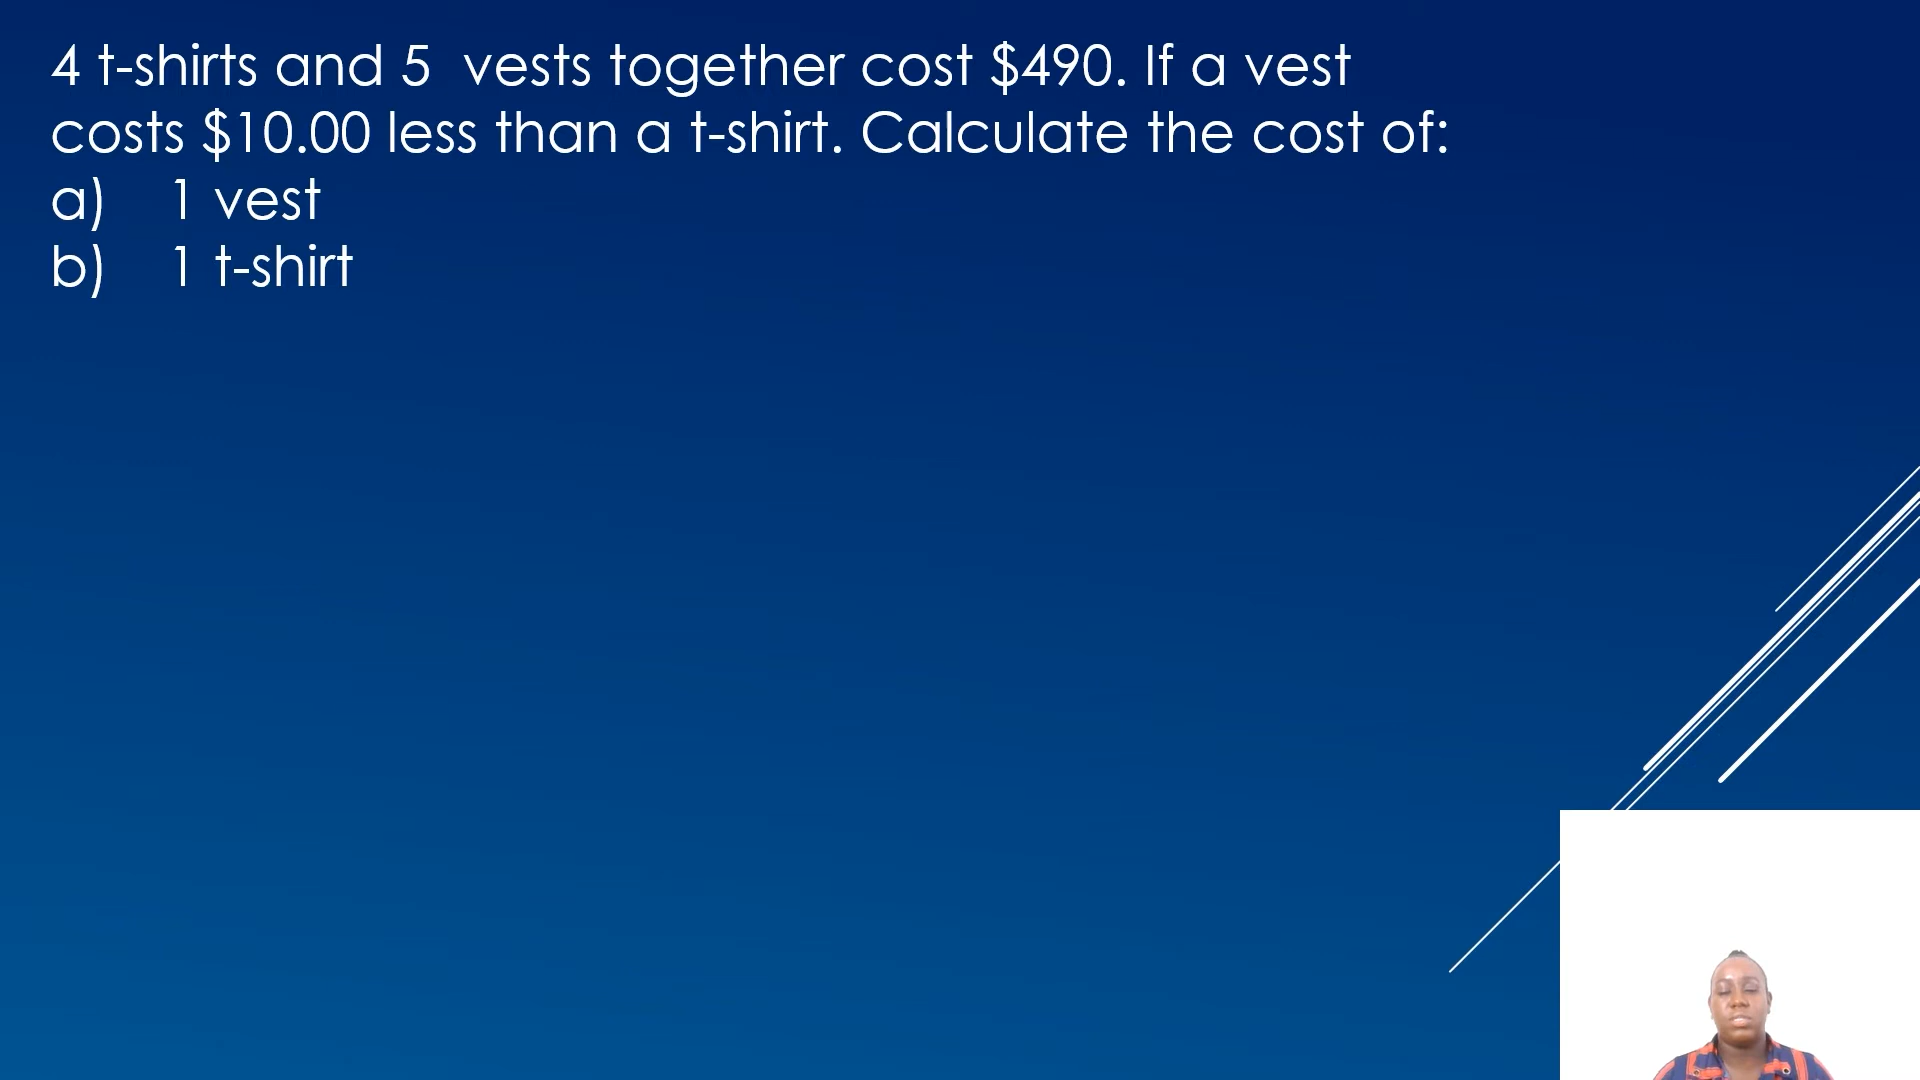 4 t-shirts and 5 vests together cost $490. If a vest
costs $10.00 less than a t-shirt. Calculate the cost of:
a) 1 vest
b) 1 t-shirt